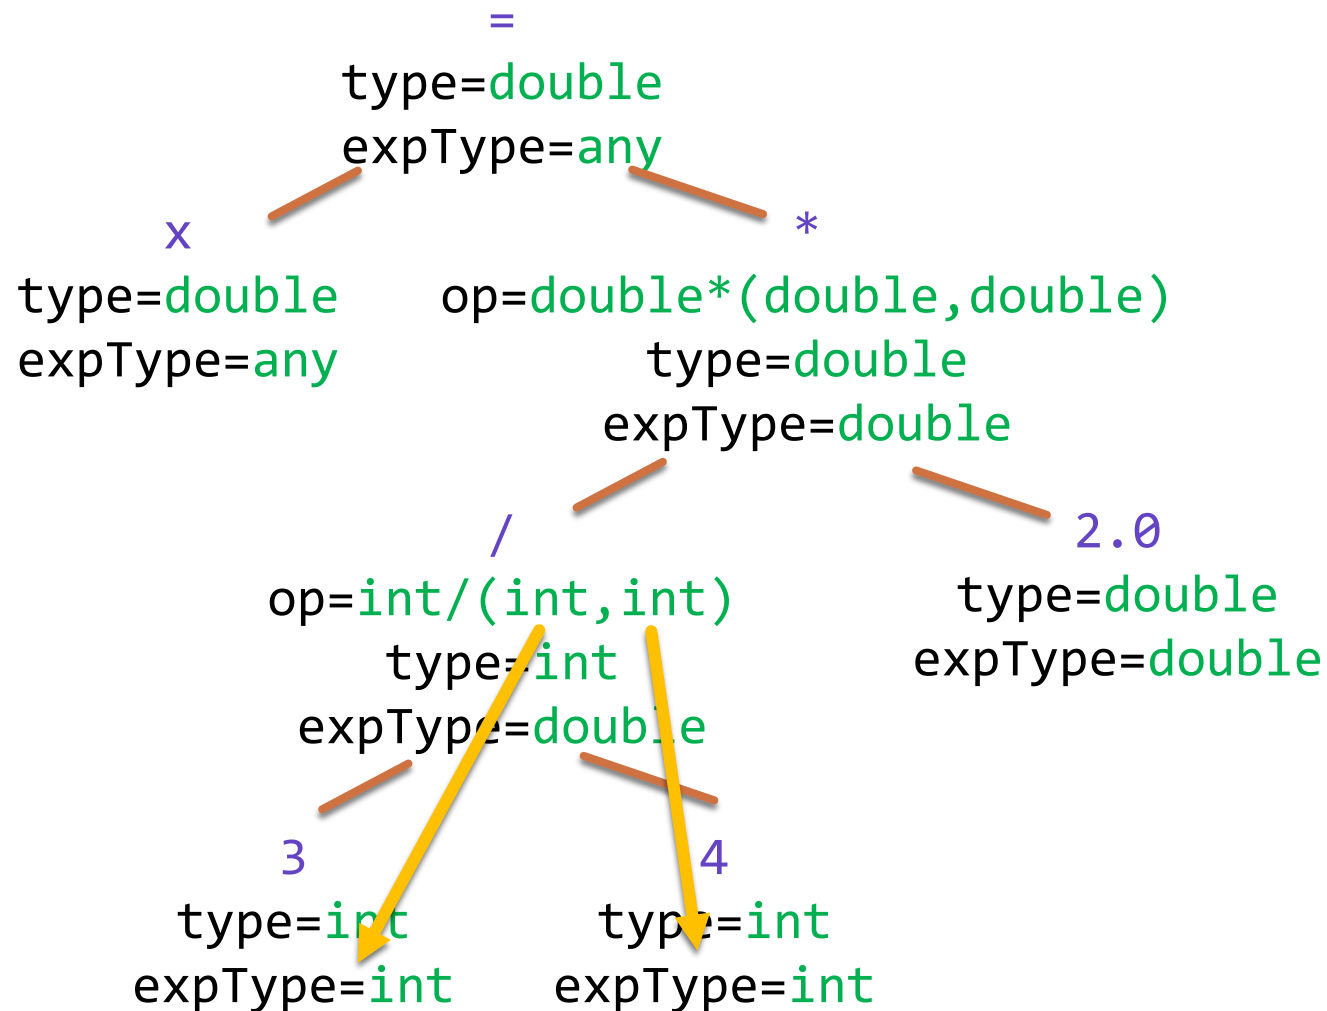 =
type=double
expType=any
x
type=double
expType=any
*
op=double*(double,double)
type=double
expType=double
/
op=int/(int,int)
type=int
expType=double
2.0
type=double
expType=double
3
type=int
expType=int
4
type=int
expType=int